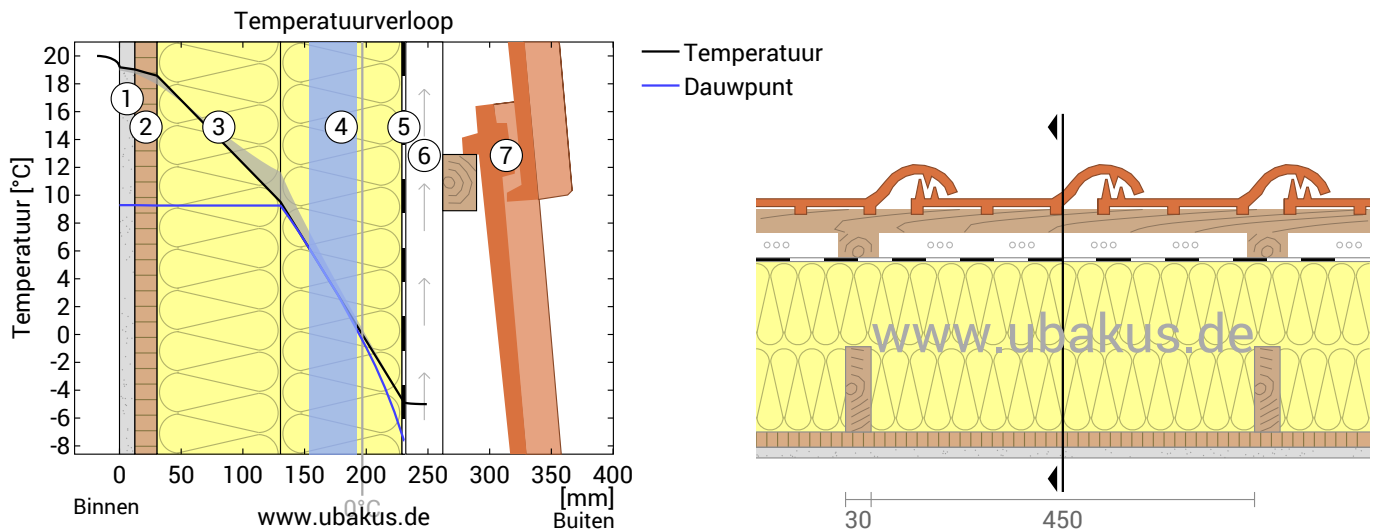 Temperatuurverloop
Temperatuur [°C]
20
18
16
14
12
10
8
6
4
2
0
-2
-4
-6
-8
1
2
3
4
5
6
7
0 50 100 150 200 250 300 350 400
[mm]
Binnen
0°C
www.ubakus.de
Buiten
Temperatuur
Dauwpunt
www.ubakus.de
30
450